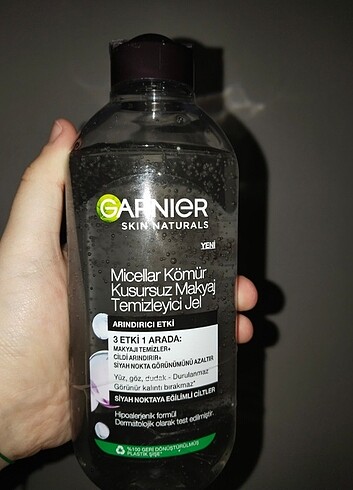 GARNIER
SKIN NATURALS
YENİ
Micellar Kömür
Kusursuz Makyaj
Temizleyici Jel
ARINDIRICI ETKİ
3 ETKİ 1 ARADA:
MAKYAJI TEMİZLER+
CİLDİ ARINDIRIR+
SİYAH NOKTA GÖRÜNÜMÜNÜ AZALTIR
Yüz, göz, dudak - Durulanmaz
Görünür kalıntı bırakmaz*
SİYAH NOKTAYA EĞİLİMLİ CİLTLER
Hipoalerjenik formül
Dermatolojik olarak test edilmiştir.
%100 GERİ DÖNÜŞTÜRÜLMÜŞ
PLASTİK ŞİŞE*